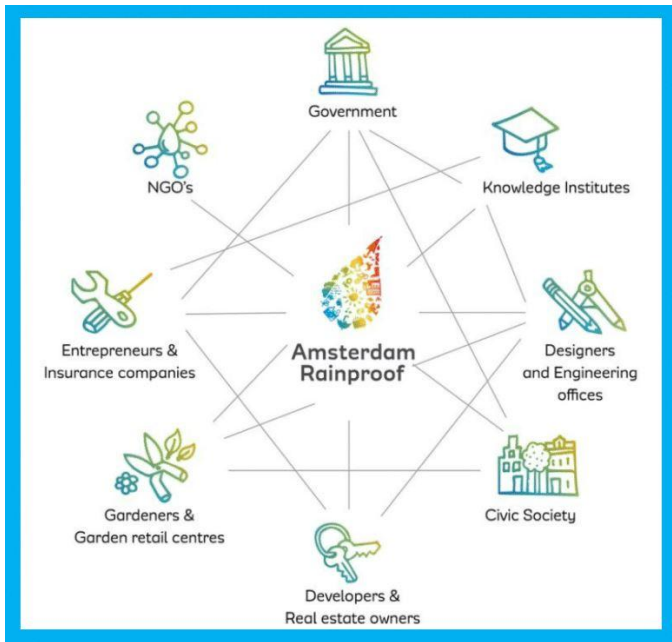 Government
NGO's
Knowledge Institutes
Amsterdam
Rainproof
Entrepreneurs &
Insurance companies
Designers
and Engineering
offices
Gardeners &
Garden retail centres
Civic Society
Developers &
Real estate owners